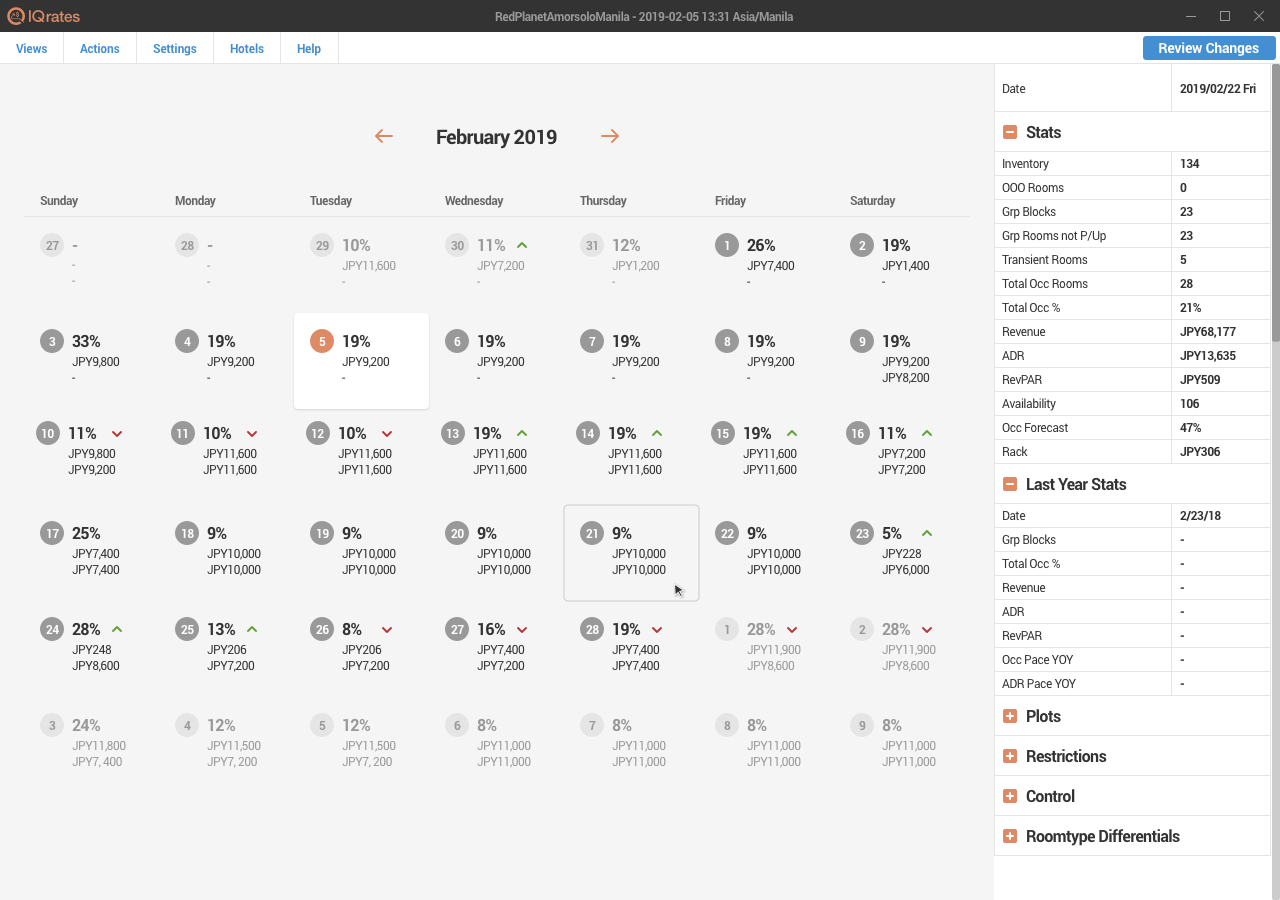 IQrates
RedPlanetAmorsoloManila - 2019-02-05 13:31 Asia/Manila
Views Actions Settings Hotels Help Review Changes
February 2019
Sunday Monday Tuesday Wednesday Thursday Friday Saturday
27 - 28 - 29 10% 30 11% 31 12% 1 26% 2 19%
- - JPY11,600 JPY7,200 JPY1,200 JPY7,400 JPY1,400
- - - - - - -
3 33% 4 19% 5 19% 6 19% 7 19% 8 19% 9 19%
JPY9,800 JPY9,200 JPY9,200 JPY9,200 JPY9,200 JPY9,200 JPY9,200
- - - - - - JPY8,200
10 11% 11 10% 12 10% 13 19% 14 19% 15 19% 16 11%
JPY9,800 JPY11,600 JPY11,600 JPY11,600 JPY11,600 JPY11,600 JPY7,200
JPY9,200 JPY11,600 JPY11,600 JPY11,600 JPY11,600 JPY11,600 JPY7,200
17 25% 18 9% 19 9% 20 9% 21 9% 22 9% 23 5%
JPY7,400 JPY10,000 JPY10,000 JPY10,000 JPY10,000 JPY10,000 JPY228
JPY7,400 JPY10,000 JPY10,000 JPY10,000 JPY10,000 JPY10,000 JPY6,000
24 28% 25 13% 26 8% 27 16% 28 19% 1 28% 2 28%
JPY248 JPY206 JPY206 JPY7,400 JPY7,400 JPY11,900 JPY11,900
JPY8,600 JPY7,200 JPY7,200 JPY7,200 JPY7,400 JPY8,600 JPY8,600
3 24% 4 12% 5 12% 6 8% 7 8% 8 8% 9 8%
JPY11,800 JPY11,500 JPY11,500 JPY11,000 JPY11,000 JPY11,000 JPY11,000
JPY7, 400 JPY7, 200 JPY7, 200 JPY11,000 JPY11,000 JPY11,000 JPY11,000
Date 2019/02/22 Fri
Stats
Inventory 134
OOO Rooms 0
Grp Blocks 23
Grp Rooms not P/Up 23
Transient Rooms 5
Total Occ Rooms 28
Total Occ % 21%
Revenue JPY68,177
ADR JPY13,635
RevPAR JPY509
Availability 106
Occ Forecast 47%
Rack JPY306
Last Year Stats
Date 2/23/18
Grp Blocks -
Total Occ % -
Revenue -
ADR -
RevPAR -
Occ Pace YOY -
ADR Pace YOY -
Plots
Restrictions
Control
Roomtype Differentials